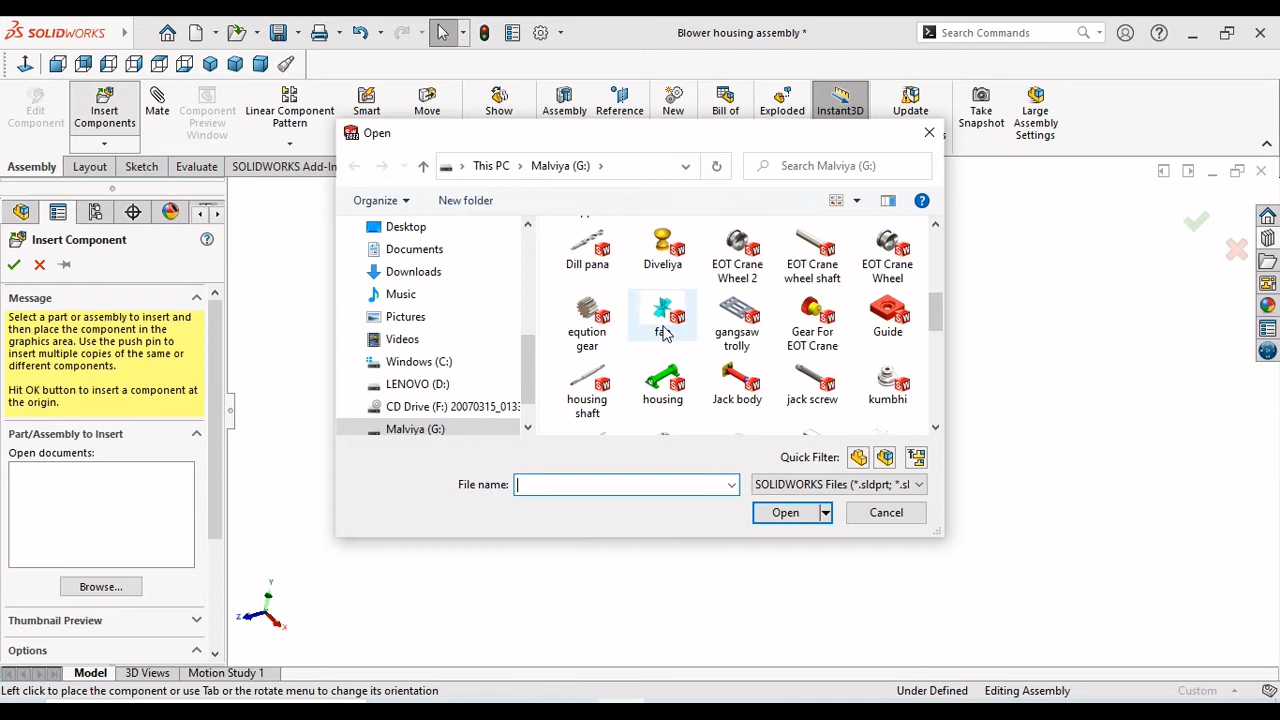 SOLIDWORKS
Blower housing assembly *
Search Commands
Edit Component
Insert Components
Mate
Component Preview Window
Linear Component Pattern
Smart
Move
Show
Assembly
Reference
New
Bill of
Exploded
Instant3D
Update
Take Snapshot
Large Assembly Settings
Assembly
Layout
Sketch
Evaluate
SOLIDWORKS Add-In
Insert Component
Message
Select a part or assembly to insert and then place the component in the graphics area. Use the push pin to insert multiple copies of the same or different components.
Hit OK button to insert a component at the origin.
Part/Assembly to Insert
Open documents:
Browse...
Thumbnail Preview
Options
Open
This PC
Malviya (G:)
Search Malviya (G:)
Organize
New folder
Desktop
Documents
Downloads
Music
Pictures
Videos
Windows (C:)
LENOVO (D:)
CD Drive (F:) 20070315_013
Malviya (G:)
Dill pana
Diveliya
EOT Crane Wheel 2
EOT Crane wheel shaft
EOT Crane Wheel
eqution gear
gangsaw trolly
Gear For EOT Crane
Guide
housing shaft
housing
Jack body
jack screw
kumbhi
Quick Filter:
File name:
SOLIDWORKS Files (*.sldprt; *.sl
Open
Cancel
Y
Z
X
Model
3D Views
Motion Study 1
Left click to place the component or use Tab or the rotate menu to change its orientation
Under Defined
Editing Assembly
Custom